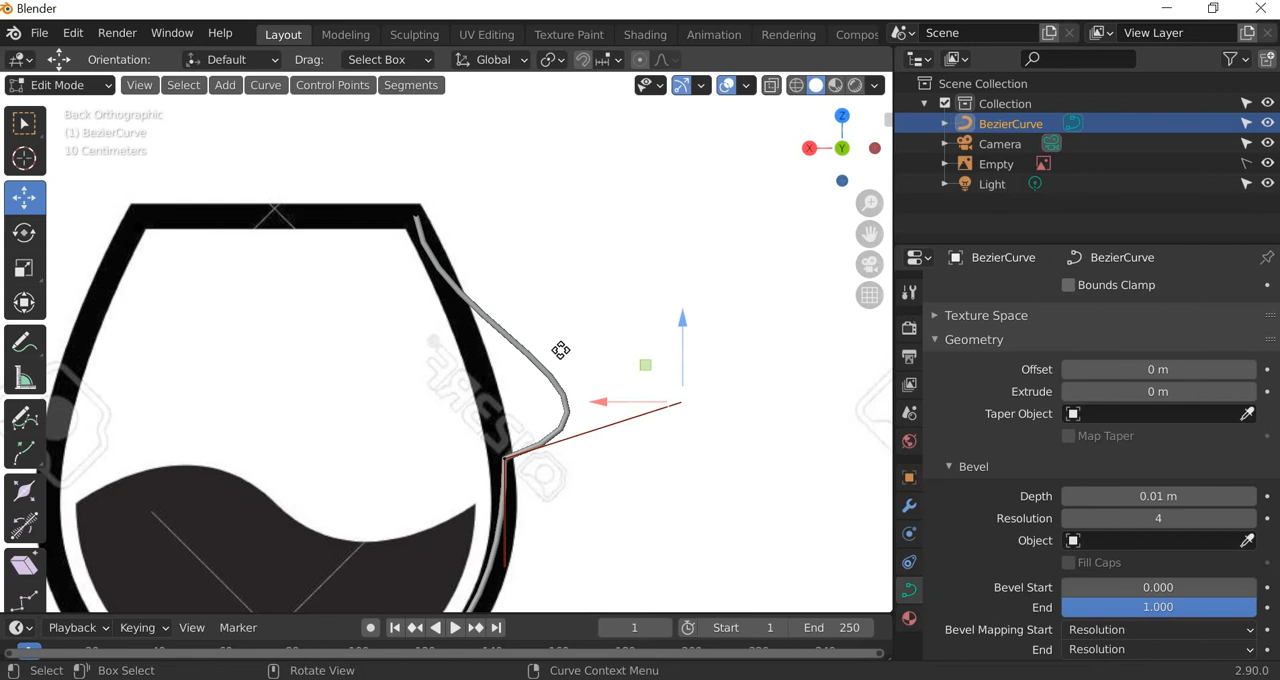 Blender
File Edit Render Window Help
Layout Modeling Sculpting UV Editing Texture Paint Shading Animation Rendering Compos
Scene
View Layer
Orientation: Default Drag: Select Box Global
Edit Mode View Select Add Curve Control Points Segments
Back Orthographic
(1) BezierCurve
10 Centimeters
Z
X Y
Scene Collection
Collection
BezierCurve
Camera
Empty
Light
BezierCurve BezierCurve
Bounds Clamp
Texture Space
Geometry
Offset 0 m
Extrude 0 m
Taper Object
Map Taper
Bevel
Depth 0.01 m
Resolution 4
Object
Fill Caps
Bevel Start 0.000
End 1.000
Bevel Mapping Start Resolution
End Resolution
Playback Keying View Marker 1 Start 1 End 250
Select Box Select Rotate View Curve Context Menu 2.90.0